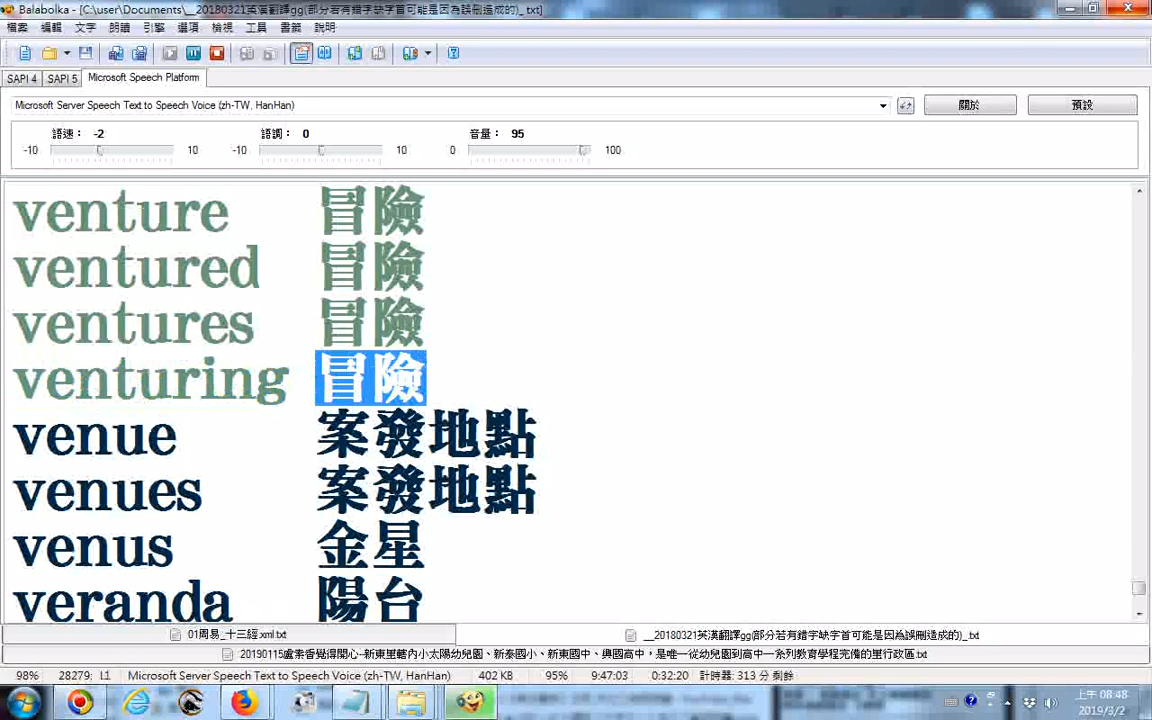 Balabolka - [C:\user\Documents\__20180321英漢翻譯gg(部分若有錯字缺字首可能是因為誤刪造成的)_.txt]
檔案 編輯 文字 朗讀 引擎 選項 檢視 工具 書籤 說明
SAPI 4 SAPI 5 Microsoft Speech Platform
Microsoft Server Speech Text to Speech Voice (zh-TW, HanHan) 關於 預設
語速： -2 語調： 0 音量： 95
-10 10 -10 10 0 100
venture 冒險
ventured 冒險
ventures 冒險
venturing 冒險
venue 案發地點
venues 案發地點
venus 金星
veranda 陽台
01周易_十三經.xml.txt __20180321英漢翻譯gg(部分若有錯字缺字首可能是因為誤刪造成的)_.txt
20190115盧素香覺得開心--新東里轄內小太陽幼兒園、新泰國小、新東國中、興國高中，是唯一從幼兒園到高中一系列教育學程完備的里行政區.txt
98% 28279: L1 Microsoft Server Speech Text to Speech Voice (zh-TW, HanHan) 402 KB 95% 9:47:03 0:32:20 計時器：313 分 剩餘
上午 08:48
2019/3/2